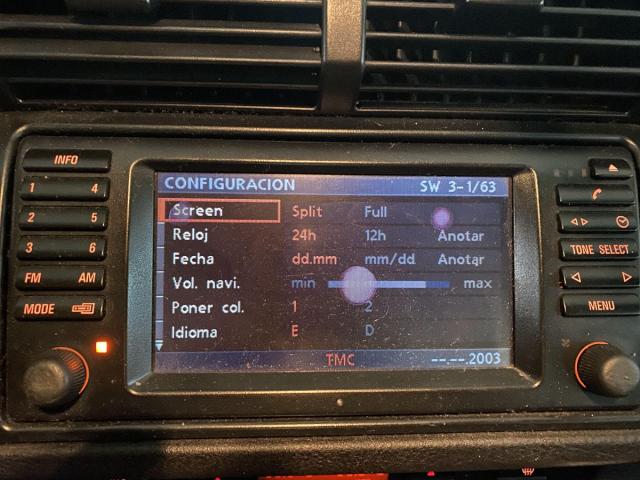 INFO
1 4
2 5
3 6
FM AM
MODE
CONFIGURACION SW 3-1/63
Screen Split Full
Reloj 24h 12h Anotar
Fecha dd.mm mm/dd Anotar
Vol. navi. min max
Poner col. 1 2
Idioma E D
TMC --.--.2003
TONE SELECT
MENU